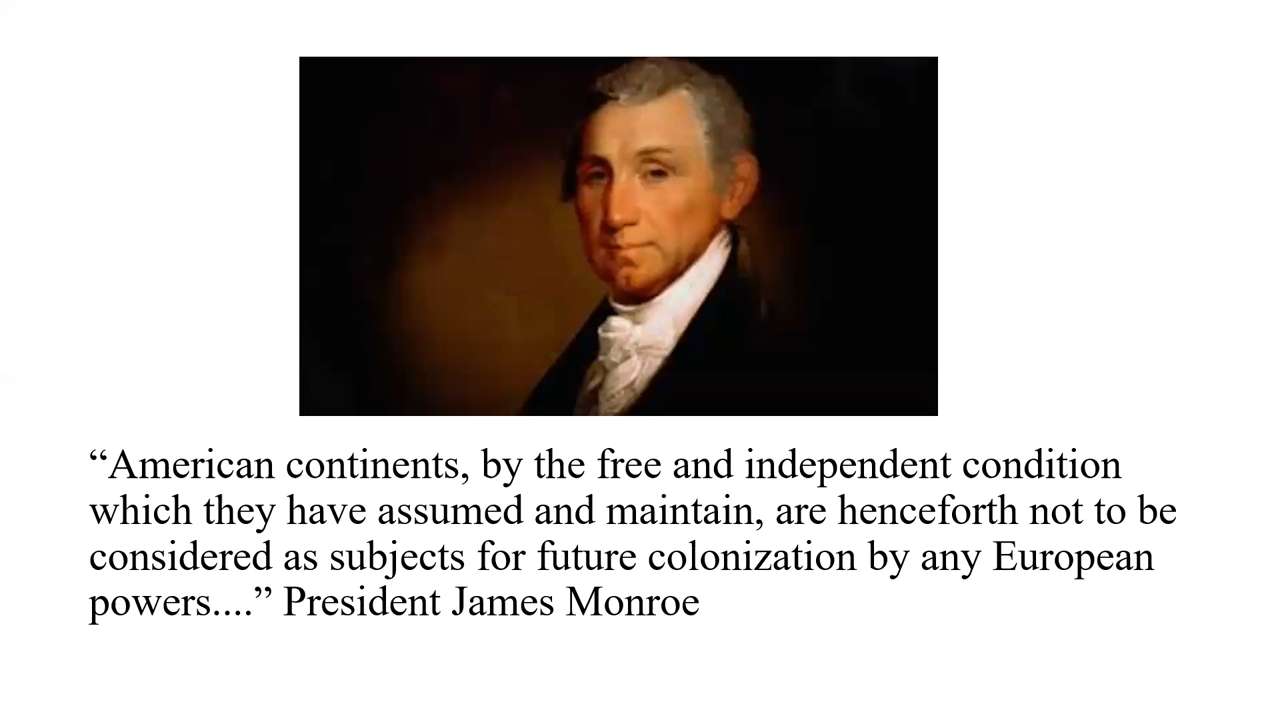 “American continents, by the free and independent condition
which they have assumed and maintain, are henceforth not to be
considered as subjects for future colonization by any European
powers....” President James Monroe